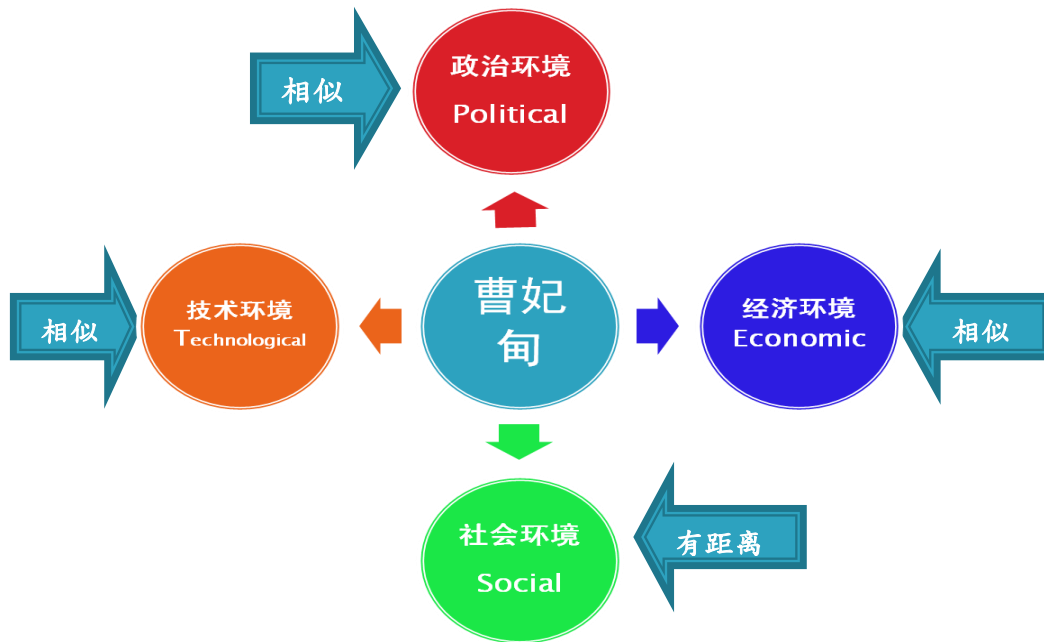 相似
政治环境
Political
技术环境
Technological
相似
曹妃
甸
经济环境
Economic
相似
社会环境
Social
有距离